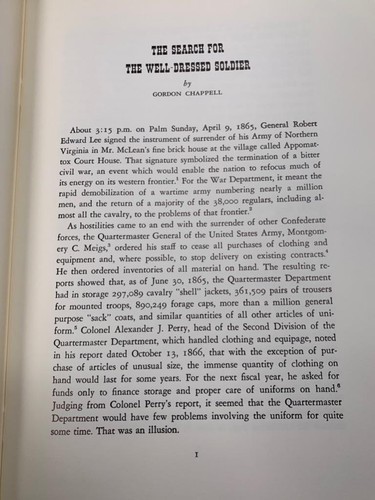 THE SEARCH FOR
THE WELL-DRESSED SOLDIER
by
GORDON CHAPPELL
About 3:15 p.m. on Palm Sunday, April 9, 1865, General Robert
Edward Lee signed the instrument of surrender of his Army of Northern
Virginia in Mr. McLean's fine brick house at the village called Appomat-
tox Court House. That signature symbolized the termination of a bitter
civil war, an event which would enable the nation to refocus much of
its energy on its western frontier.¹ For the War Department, it meant the
rapid demobilization of a wartime army numbering nearly a million
men, and the return of a majority of the 38,000 regulars, including al-
most all the cavalry, to the problems of that frontier.²
As hostilities came to an end with the surrender of other Confederate
forces, the Quartermaster General of the United States Army, Montgom-
ery C. Meigs,³ ordered his staff to cease all purchases of clothing and
equipment and, where possible, to stop delivery on existing contracts.⁴
He then ordered inventories of all material on hand. The resulting re-
ports showed that, as of June 30, 1865, the Quartermaster Department
had in storage 297,089 cavalry "shell" jackets, 361,509 pairs of trousers
for mounted troops, 890,249 forage caps, more than a million general
purpose "sack" coats, and similar quantities of all other articles of uni-
form.⁵ Colonel Alexander J. Perry, head of the Second Division of the
Quartermaster Department, which handled clothing and equipage, noted
in his report dated October 13, 1866, that with the exception of pur-
chase of articles of unusual size, the immense quantity of clothing on
hand would last for some years. For the next fiscal year, he asked for
funds only to finance storage and proper care of uniforms on hand.⁶
Judging from Colonel Perry's report, it seemed that the Quartermaster
Department would have few problems involving the uniform for quite
some time. That was an illusion.
1